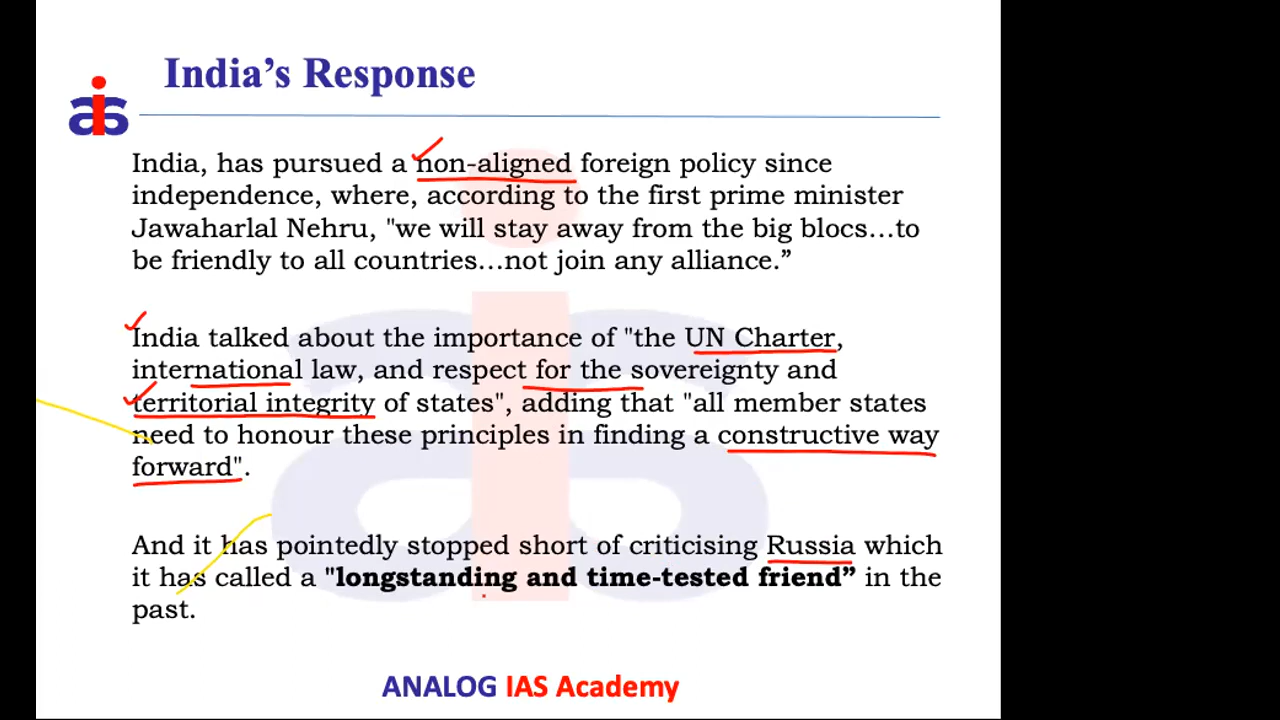 India's Response
India, has pursued a non-aligned foreign policy since
independence, where, according to the first prime minister
Jawaharlal Nehru, "we will stay away from the big blocs…to
be friendly to all countries…not join any alliance.”
India talked about the importance of "the UN Charter,
international law, and respect for the sovereignty and
territorial integrity of states", adding that "all member states
need to honour these principles in finding a constructive way
forward".
And it has pointedly stopped short of criticising Russia which
it has called a "longstanding and time-tested friend” in the
past.
ANALOG IAS Academy